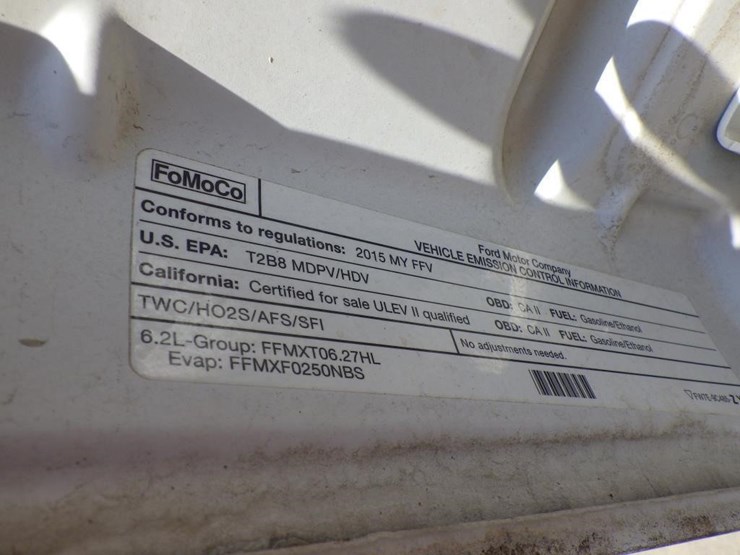 FoMoCo
Ford Motor Company
VEHICLE EMISSION CONTROL INFORMATION
Conforms to regulations: 2015 MY FFV
U.S. EPA: T2B8 MDPV/HDV OBD: CA II FUEL: Gasoline/Ethanol
California: Certified for sale ULEV II qualified OBD: CA II FUEL: Gasoline/Ethanol
TWC/HO2S/AFS/SFI
No adjustments needed.
6.2L-Group: FFMXT06.27HL
Evap: FFMXF0250NBS